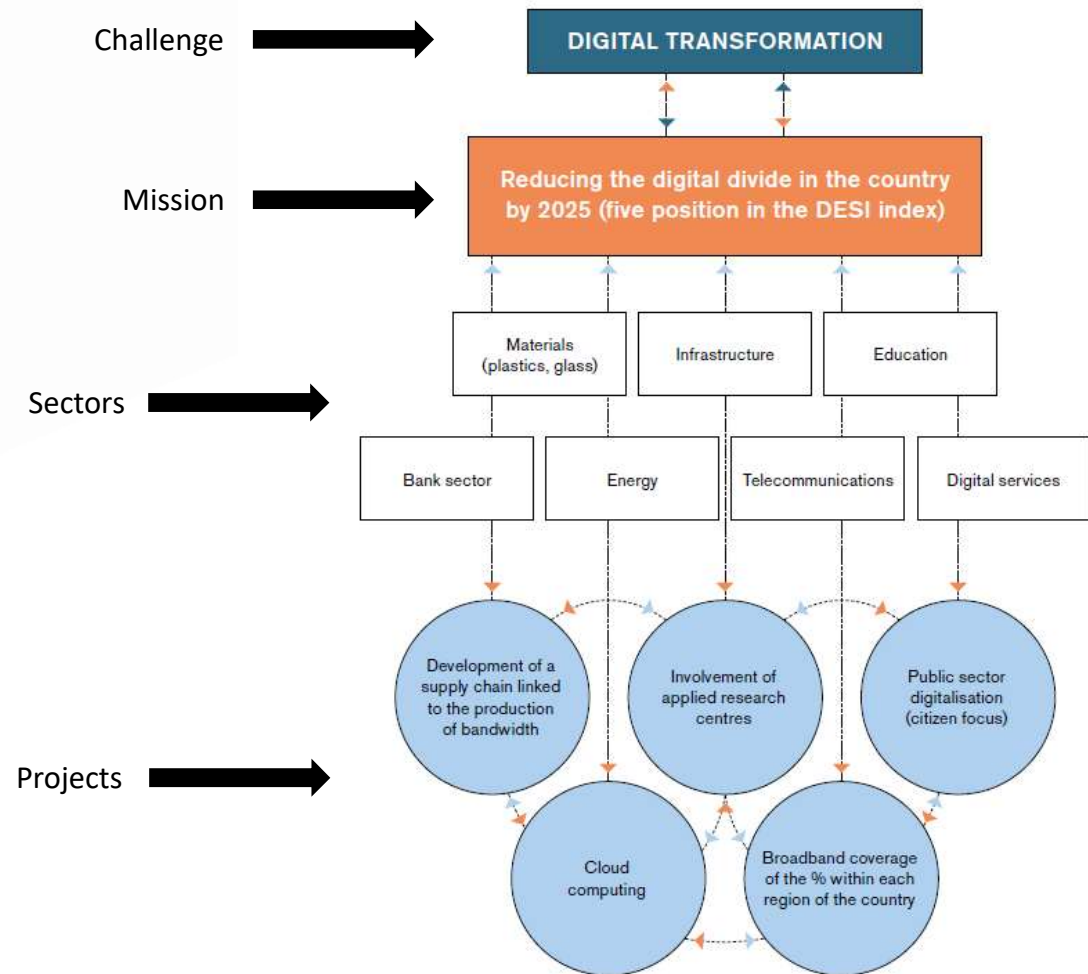 Challenge
DIGITAL TRANSFORMATION
Mission
Reducing the digital divide in the country
by 2025 (five position in the DESI index)
Materials
(plastics, glass)
Infrastructure
Education
Sectors
Bank sector
Energy
Telecommunications
Digital services
Development of a
supply chain linked
to the production
of bandwidth
Involvement of
applied research
centres
Public sector
digitalisation
(citizen focus)
Projects
Cloud
computing
Broadband coverage
of the % within each
region of the country